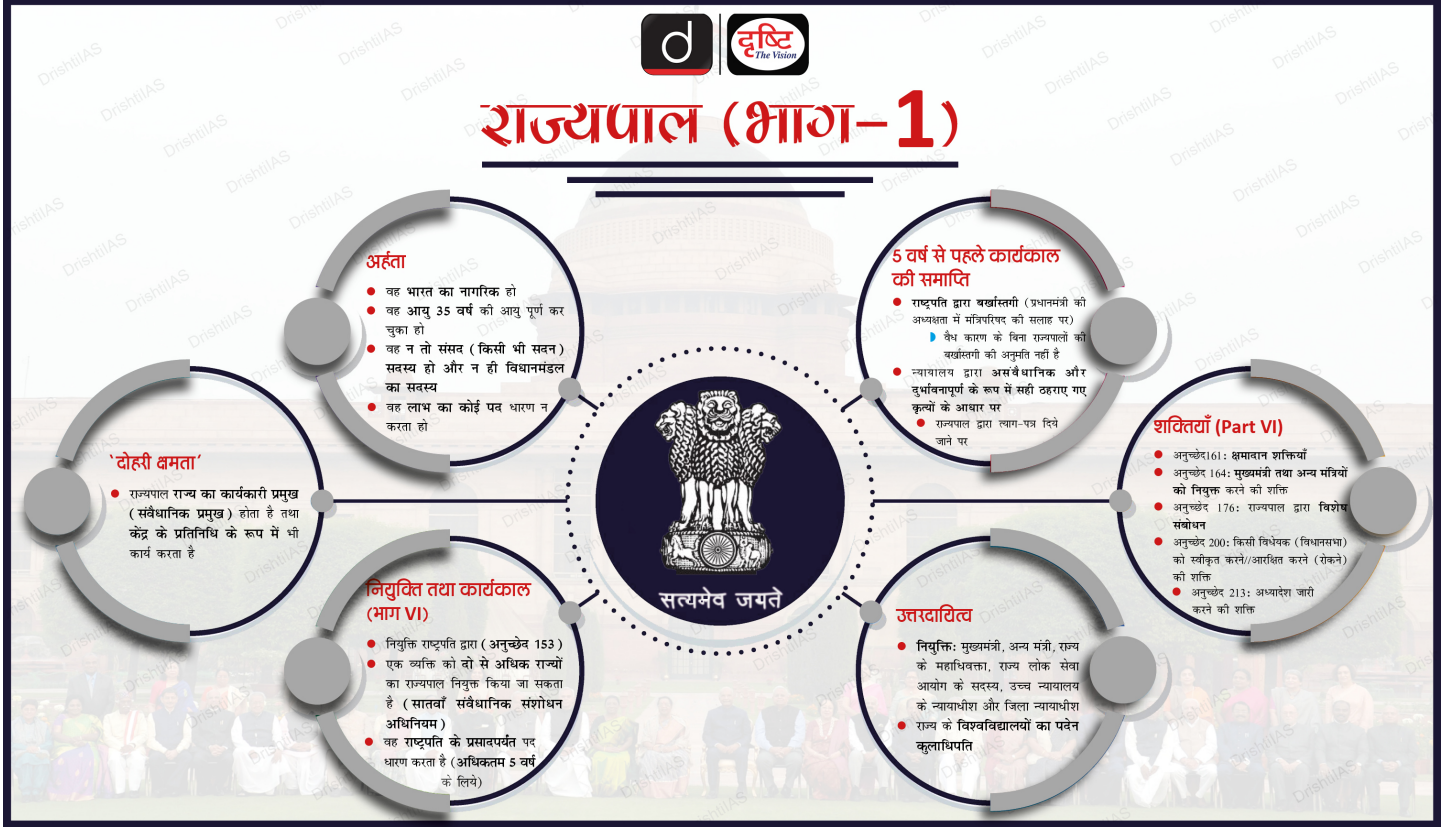 d
दृष्टि
The Vision
राज्यपाल (भाग–1)
अर्हता
वह भारत का नागरिक हो
वह आयु 35 वर्ष की आयु पूर्ण कर
चुका हो
वह न तो संसद (किसी भी सदन)
सदस्य हो और न ही विधानमंडल
का सदस्य
वह लाभ का कोई पद धारण न
करता हो
5 वर्ष से पहले कार्यकाल
की समाप्ति
राष्ट्रपति द्वारा बर्खास्तगी (प्रधानमंत्री की
अध्यक्षता में मंत्रिपरिषद की सलाह पर)
वैध कारण के बिना राज्यपालों की
बर्खास्तगी की अनुमति नहीं है
न्यायालय द्वारा असंवैधानिक और
दुर्भावनापूर्ण के रूप में सही ठहराए गए
कृत्यों के आधार पर
राज्यपाल द्वारा त्याग-पत्र दिये
जाने पर
`दोहरी क्षमता´
राज्यपाल राज्य का कार्यकारी प्रमुख
(संवैधानिक प्रमुख) होता है तथा
केंद्र के प्रतिनिधि के रूप में भी
कार्य करता है
शक्तियाँ (Part VI)
अनुच्छेद161: क्षमादान शक्तियाँ
अनुच्छेद 164: मुख्यमंत्री तथा अन्य मंत्रियों
को नियुक्त करने की शक्ति
अनुच्छेद 176: राज्यपाल द्वारा विशेष
संबोधन
अनुच्छेद 200: किसी विधेयक (विधानसभा)
को स्वीकृत करने//आरक्षित करने (रोकने)
की शक्ति
अनुच्छेद 213: अध्यादेश जारी
करने की शक्ति
सत्यमेव जयते
नियुक्ति तथा कार्यकाल
(भाग VI)
नियुक्ति राष्ट्रपति द्वारा (अनुच्छेद 153)
एक व्यक्ति को दो से अधिक राज्यों
का राज्यपाल नियुक्त किया जा सकता
है (सातवाँ संवैधानिक संशोधन
अधिनियम)
वह राष्ट्रपति के प्रसादपर्यंत पद
धारण करता है (अधिकतम 5 वर्ष
के लिये)
उत्तरदायित्व
नियुक्ति: मुख्यमंत्री, अन्य मंत्री, राज्य
के महाधिवक्ता, राज्य लोक सेवा
आयोग के सदस्य, उच्च न्यायालय
के न्यायाधीश और जिला न्यायाधीश
राज्य के विश्वविद्यालयों का पदेन
कुलाधिपति
DrishtiIAS